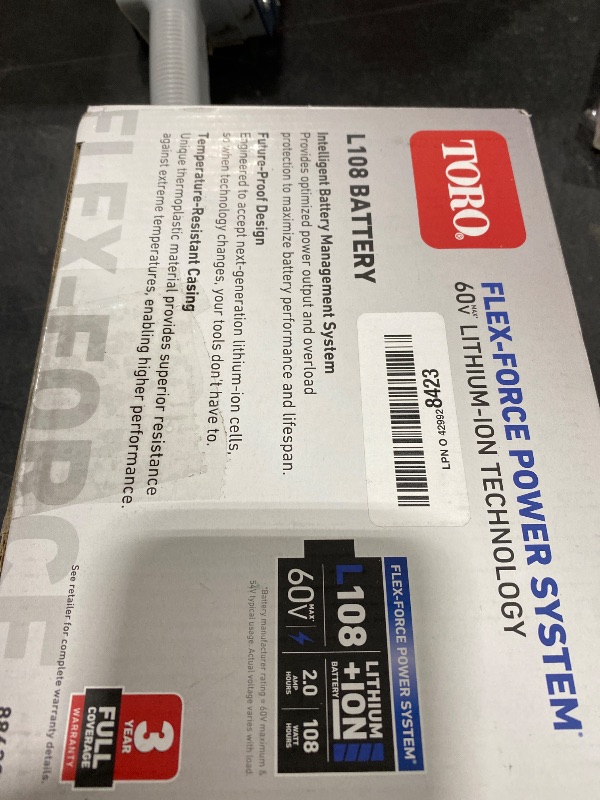 TORO®
FLEX-FORCE POWER SYSTEM®
60V MAX* LITHIUM-ION TECHNOLOGY
LPN 0 42992 8423
L108 BATTERY
Intelligent Battery Management System
Provides optimized power output and overload
protection to maximize battery performance and lifespan.
Future-Proof Design
Engineered to accept next-generation lithium-ion cells,
so when technology changes, your tools don't have to.
Temperature-Resistant Casing
Unique thermoplastic material provides superior resistance
against extreme temperatures, enabling higher performance.
FLEX-FORCE
FLEX-FORCE POWER SYSTEM®
L108 LITHIUM +ION BATTERY
60V MAX*
2.0 AMP HOURS
108 WATT HOURS
*Battery manufacturer rating = 60V maximum &
54V typical usage. Actual voltage varies with load.
3 YEAR
FULL
COVERAGE
WARRANTY
See retailer for complete warranty details.